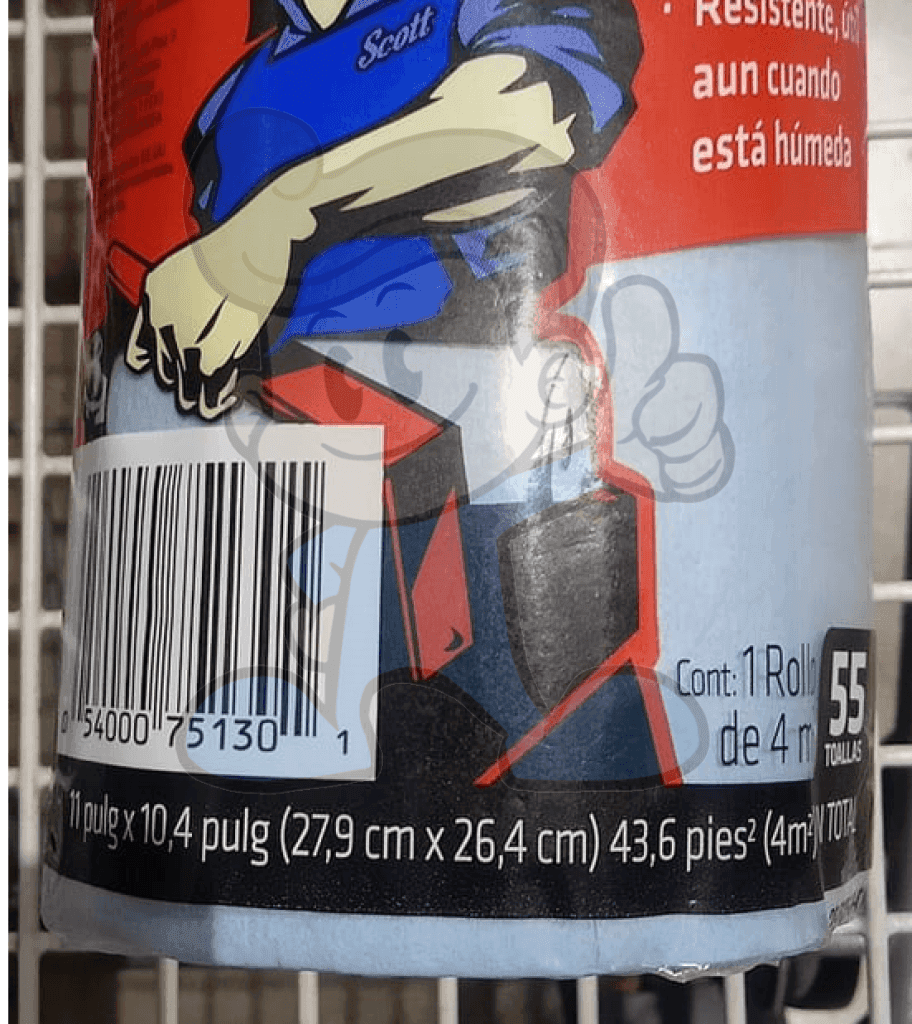 Scott
Resistente, útil
aun cuando
está húmeda
54000 75130 1
Cont: 1 Rollo
de 4 m
55
TOALLAS
11 pulg x 10,4 pulg (27,9 cm x 26,4 cm) 43,6 pies² (4m²)
TOTAL